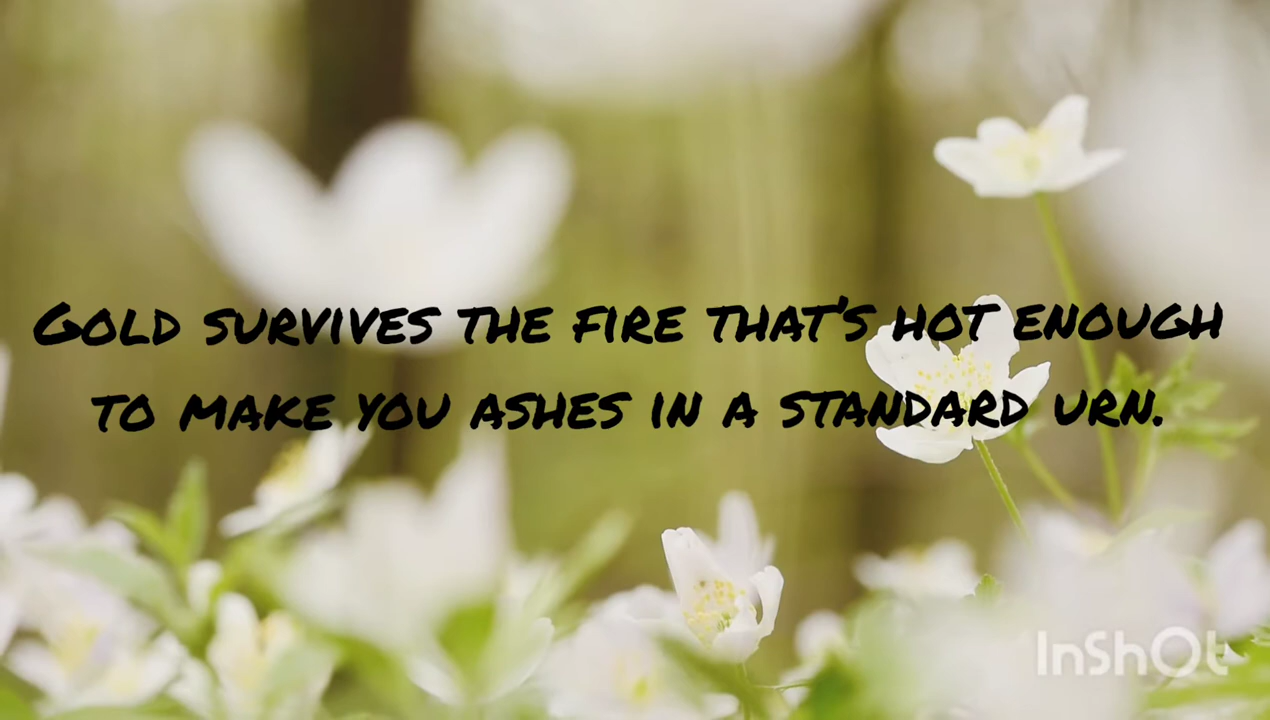 Gold survives the fire that's hot enough
to make you ashes in a standard urn.
InShOt